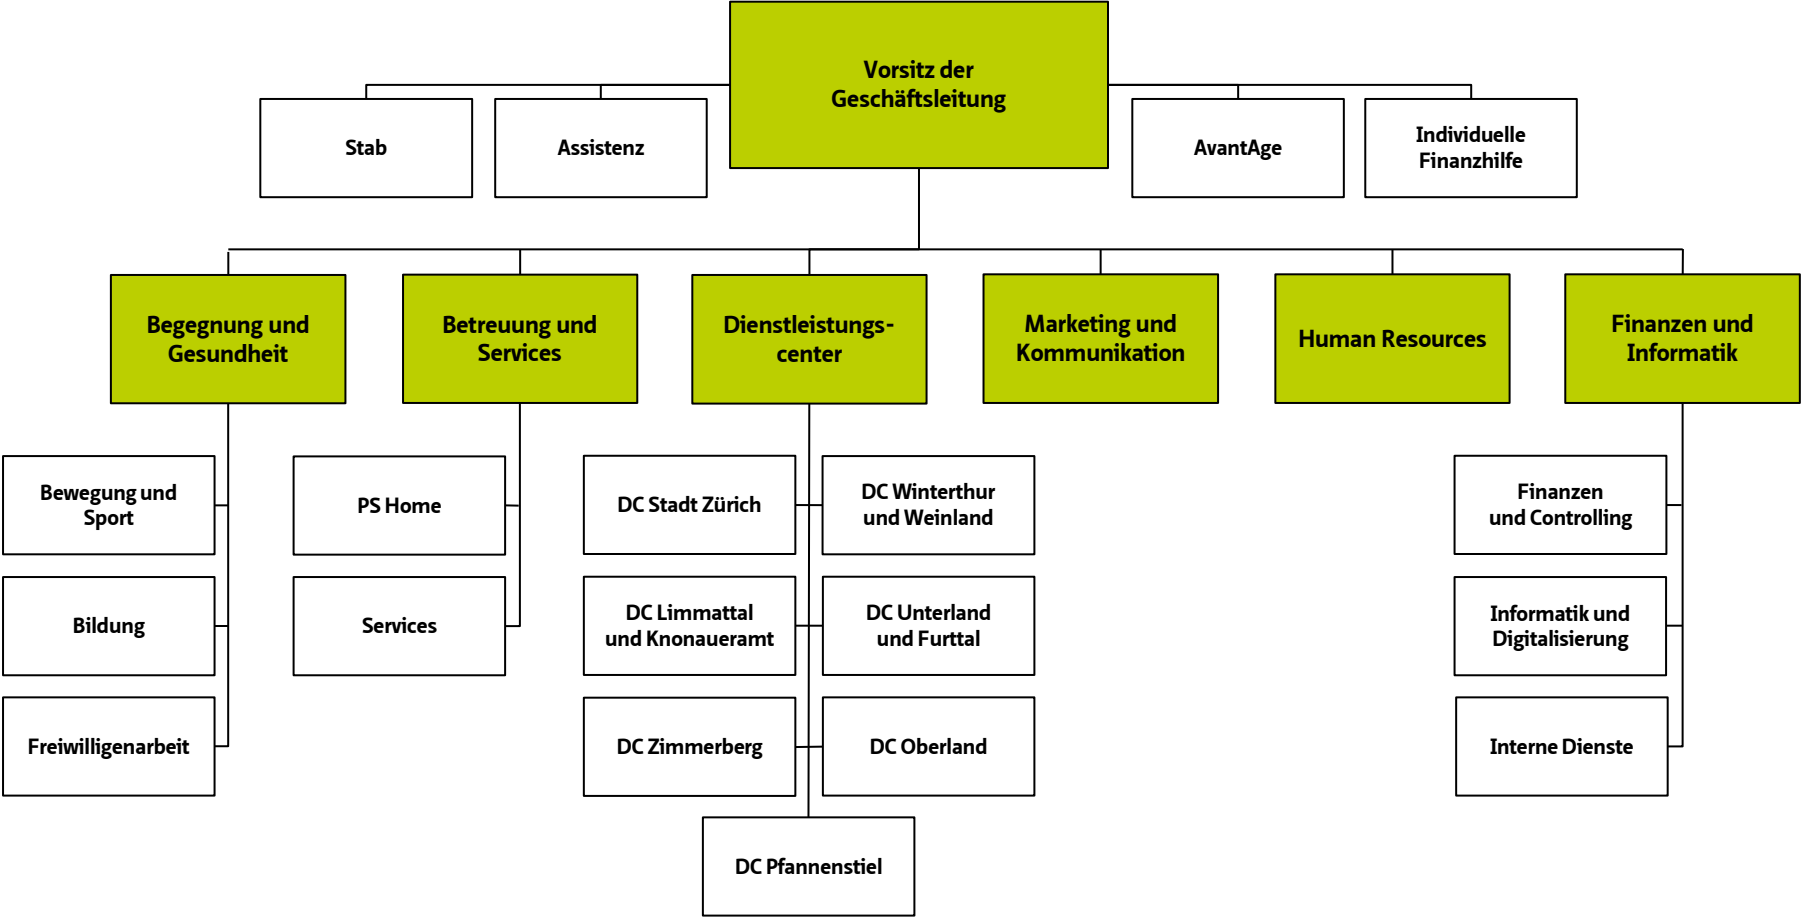 Vorsitz der
Geschäftsleitung
Stab
Assistenz
AvantAge
Individuelle
Finanzhilfe
Begegnung und
Gesundheit
Betreuung und
Services
Dienstleistungs-
center
Marketing und
Kommunikation
Human Resources
Finanzen und
Informatik
Bewegung und
Sport
PS Home
DC Stadt Zürich
DC Winterthur
und Weinland
Finanzen
und Controlling
Bildung
Services
DC Limmattal
und Knonaueramt
DC Unterland
und Furttal
Informatik und
Digitalisierung
Freiwilligenarbeit
DC Zimmerberg
DC Oberland
Interne Dienste
DC Pfannenstiel